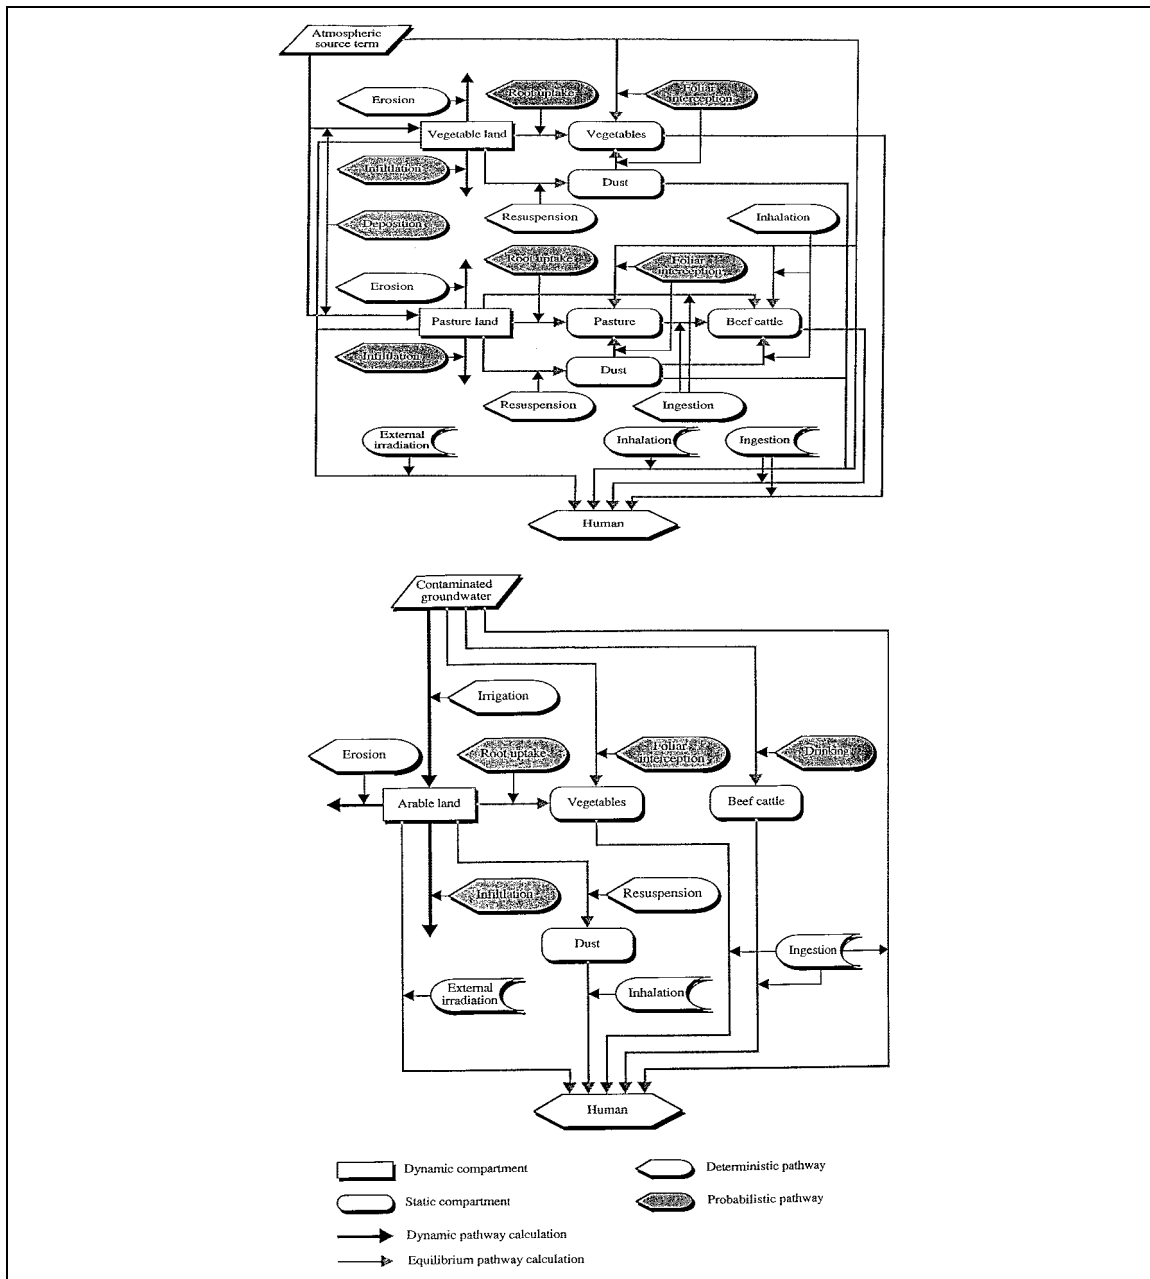 Atmospheric
source term
Erosion
Root uptake
Foliar
interception
Vegetable land
Vegetables
Infiltlation
Dust
Deposition
Resuspension
Inhalation
Root uptake
Foliar
interception
Erosion
Pasture land
Pasture
Beef cattle
Infiltlation
Dust
Resuspension
Ingestion
External
irradiation
Inhalation
Ingestion
Human
Contaminated
groundwater
Irrigation
Erosion
Root uptake
Foliar
interception
Drinking
Arable land
Vegetables
Beef cattle
Infiltlation
Resuspension
Dust
Ingestion
External
irradiation
Inhalation
Human
Dynamic compartment
Deterministic pathway
Static compartment
Probabilistic pathway
Dynamic pathway calculation
Equilibrium pathway calculation